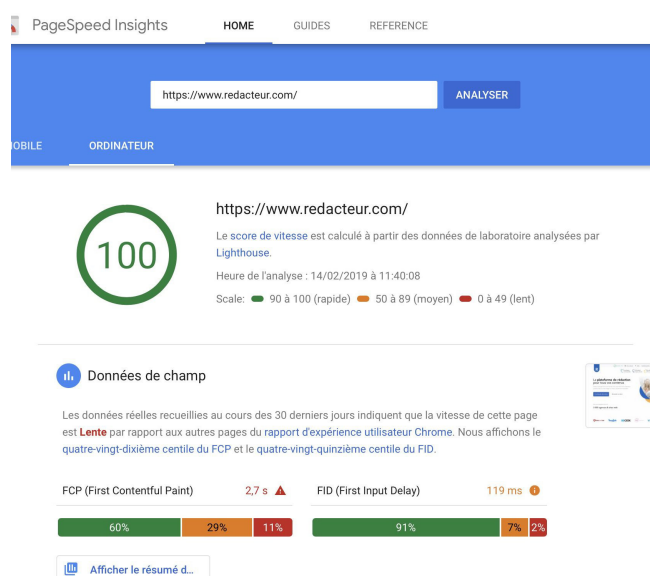 PageSpeed Insights HOME GUIDES REFERENCE
https://www.redacteur.com/ ANALYSER
OBILE ORDINATEUR
100
https://www.redacteur.com/
Le score de vitesse est calculé à partir des données de laboratoire analysées par
Lighthouse.
Heure de l'analyse : 14/02/2019 à 11:40:08
Scale: 90 à 100 (rapide) 50 à 89 (moyen) 0 à 49 (lent)
Données de champ
Les données réelles recueillies au cours des 30 derniers jours indiquent que la vitesse de cette page
est Lente par rapport aux autres pages du rapport d'expérience utilisateur Chrome. Nous affichons le
quatre-vingt-dixième centile du FCP et le quatre-vingt-quinzième centile du FID.
FCP (First Contentful Paint) 2,7 s FID (First Input Delay) 119 ms
60% 29% 11% 91% 7% 2%
Afficher le résumé d...